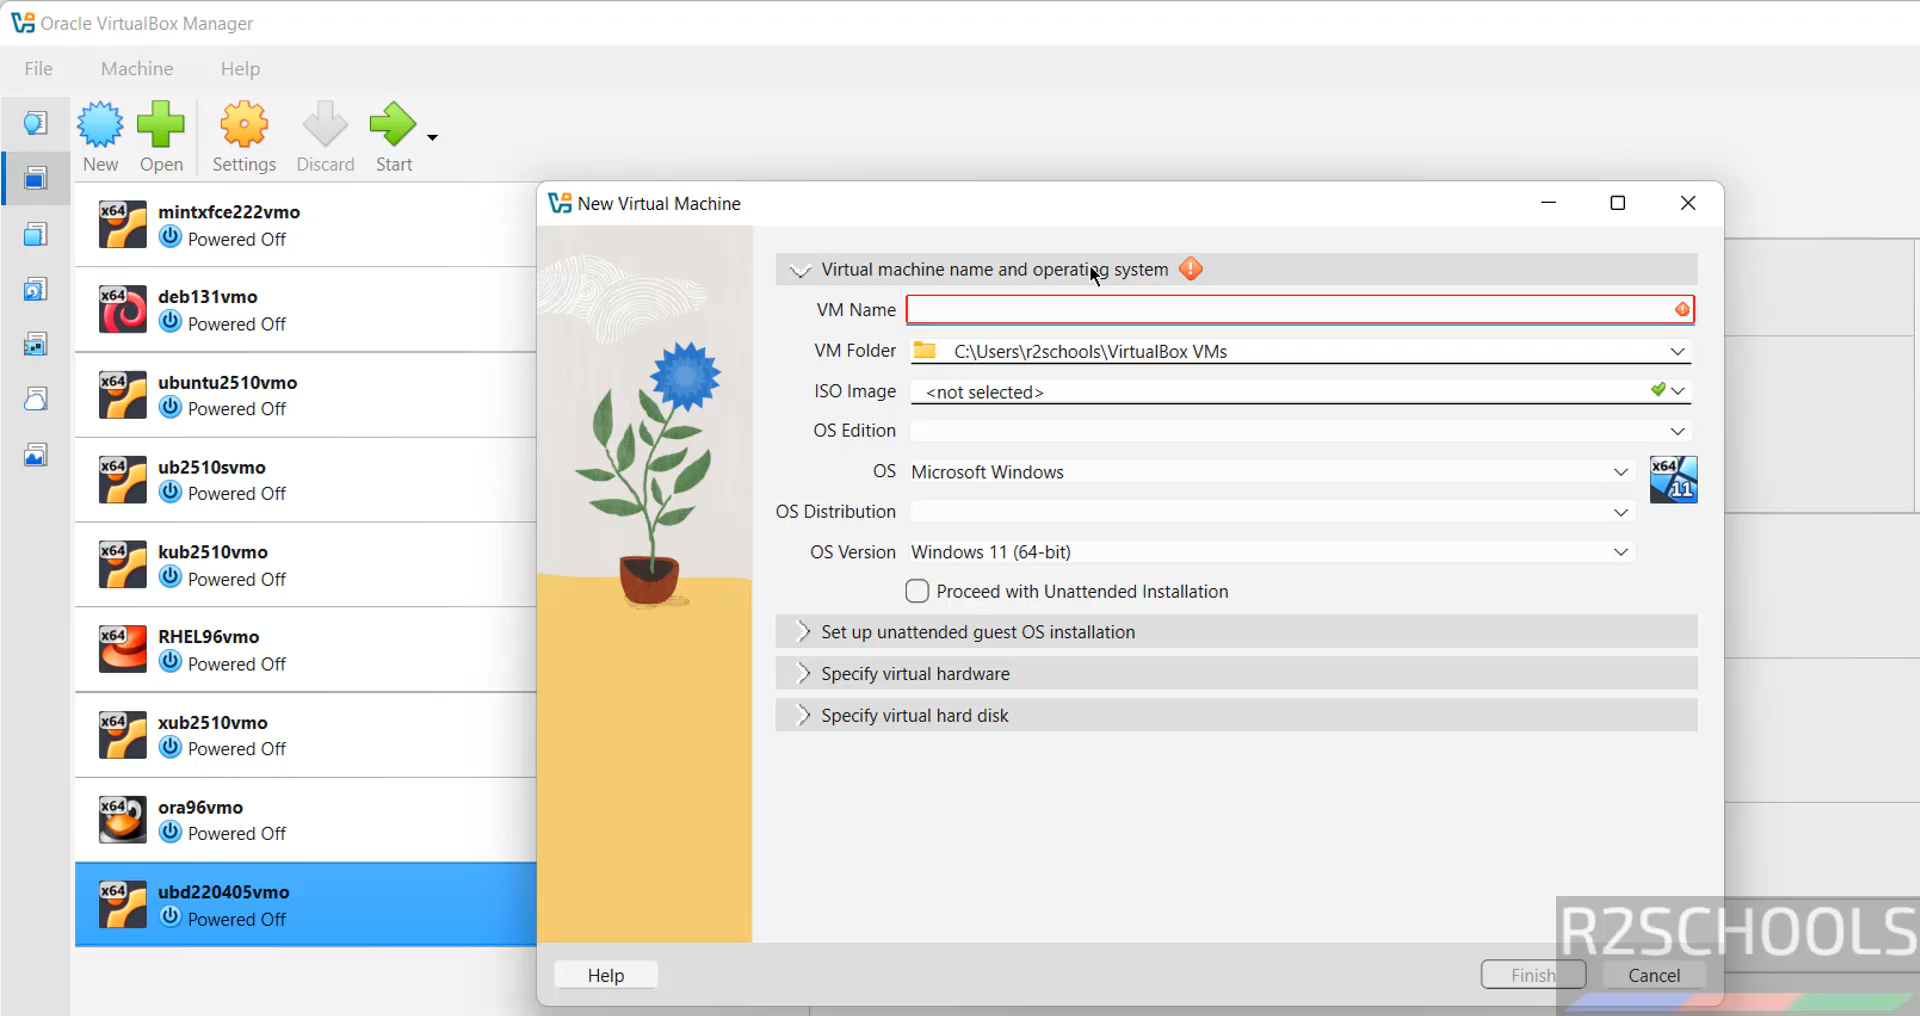 Oracle VirtualBox Manager
File Machine Help
New Open Settings Discard Start
x64 mintxfce222vmo
Powered Off
x64 deb131vmo
Powered Off
x64 ubuntu2510vmo
Powered Off
x64 ub2510svmo
Powered Off
x64 kub2510vmo
Powered Off
x64 RHEL96vmo
Powered Off
x64 xub2510vmo
Powered Off
x64 ora96vmo
Powered Off
x64 ubd220405vmo
Powered Off
New Virtual Machine
Virtual machine name and operating system
VM Name
VM Folder C:\Users\r2schools\VirtualBox VMs
ISO Image <not selected>
OS Edition
OS Microsoft Windows
x64
11
OS Distribution
OS Version Windows 11 (64-bit)
Proceed with Unattended Installation
Set up unattended guest OS installation
Specify virtual hardware
Specify virtual hard disk
Help Finish Cancel
R2SCHOOLS